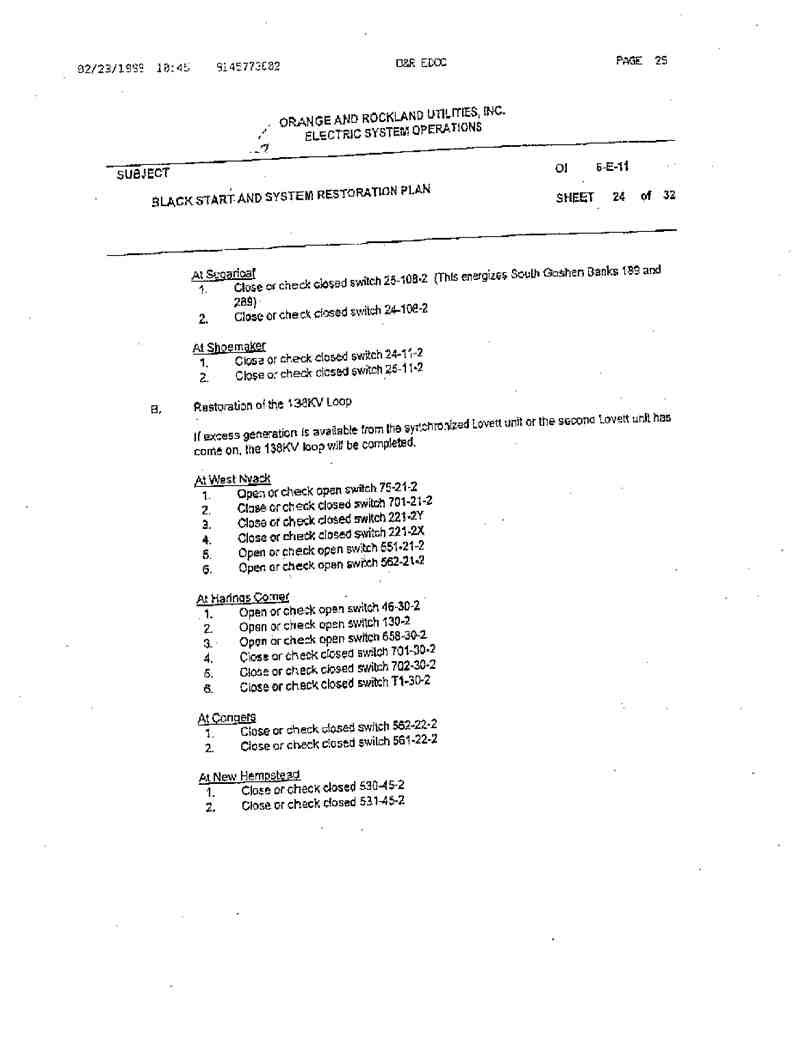 02/23/1999 10:45 9145773082 O&R EDOC PAGE 25
ORANGE AND ROCKLAND UTILITIES, INC.
ELECTRIC SYSTEM OPERATIONS
SUBJECT
OI 6-E-11
BLACK START AND SYSTEM RESTORATION PLAN
SHEET 24 of 32
At Sugarloaf
1. Close or check closed switch 25-108-2 (This energizes South Goshen Banks 189 and
289)
2. Close or check closed switch 24-108-2
At Shoemaker
1. Close or check closed switch 24-11-2
2. Close or check closed switch 25-11-2
B. Restoration of the 138KV Loop
If excess generation is available from the synchronized Lovett unit or the second Lovett unit has
come on, the 138KV loop will be completed.
At West Nyack
1. Open or check open switch 75-21-2
2. Close or check closed switch 701-21-2
3. Close or check closed switch 221-2Y
4. Close or check closed switch 221-2X
5. Open or check open switch 551-21-2
6. Open or check open switch 562-21-2
At Harings Corner
1. Open or check open switch 46-30-2
2. Open or check open switch 130-2
3. Open or check open switch 658-30-2
4. Close or check closed switch 701-30-2
5. Close or check closed switch 702-30-2
6. Close or check closed switch T1-30-2
At Congers
1. Close or check closed switch 562-22-2
2. Close or check closed switch 561-22-2
At New Hempstead
1. Close or check closed 530-45-2
2. Close or check closed 531-45-2